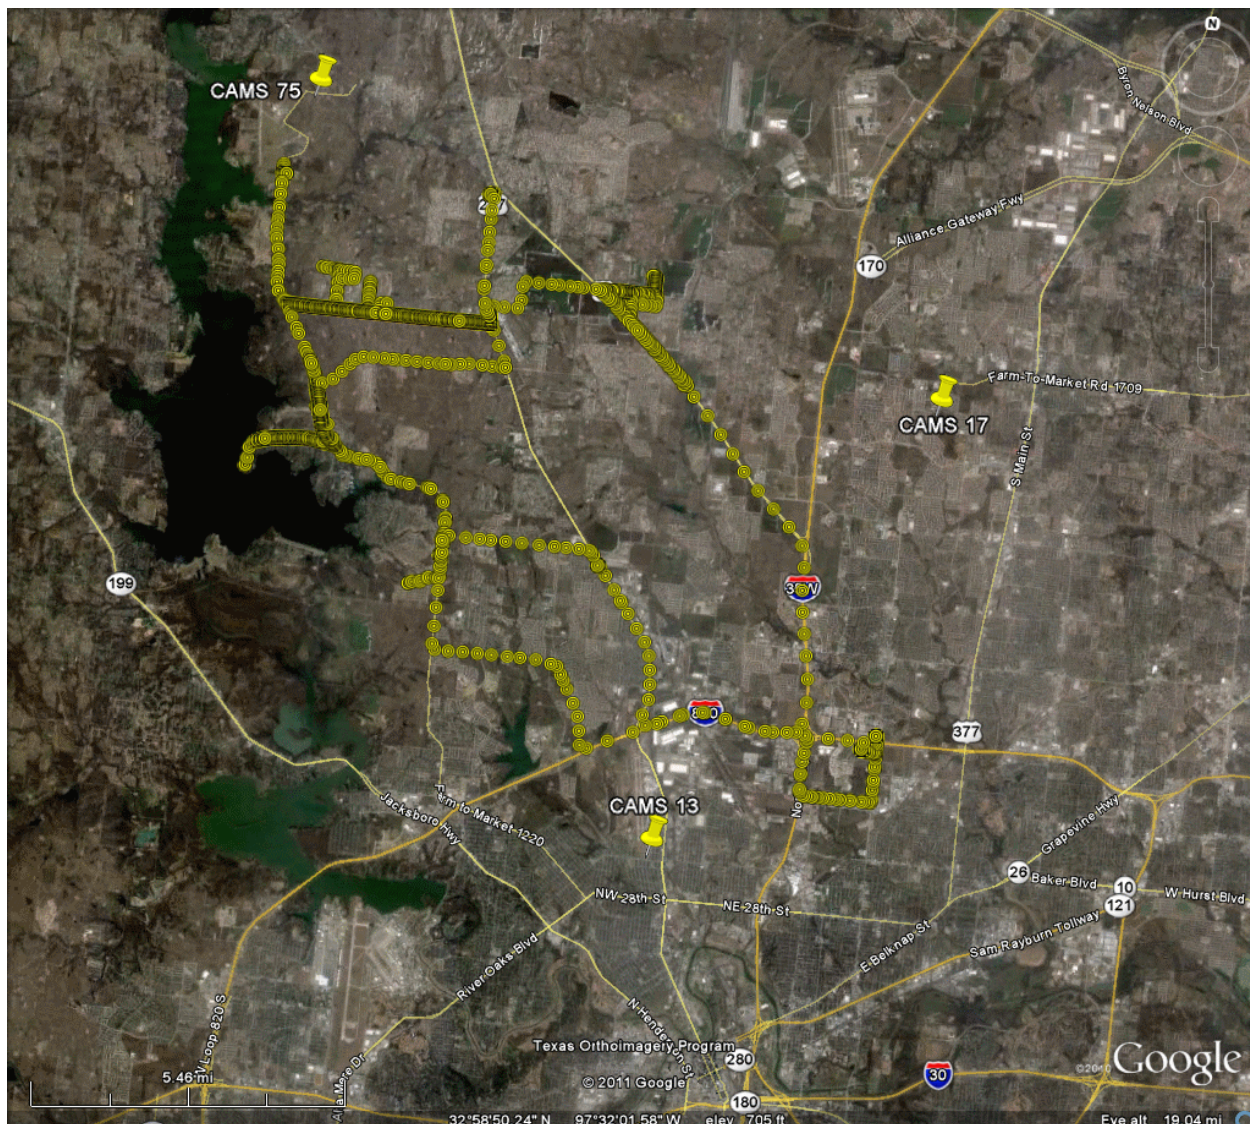 N
CAMS 75
Byron Nelson Blvd
Alliance Gateway Fwy
170
Farm-To-Market Rd 1709
CAMS 17
S Main St
199
377
CAMS 13
Farm-to-Market 1220
Jacksboro Hwy
No
Grapevine Hwy
26
Baker Blvd
10
W Hurst Blvd
121
NW 28th St
NE 28th St
E Belknap St
Sam Rayburn Tollway
River Oaks Blvd
N Henderson St
W Loop 820 S
Texas Orthoimagery Program
280
© 2011 Google
Google
30
5.46 mi
180
32°58'50.24" N 97°32'01.58" W elev 705 ft
Eye alt 19.04 mi